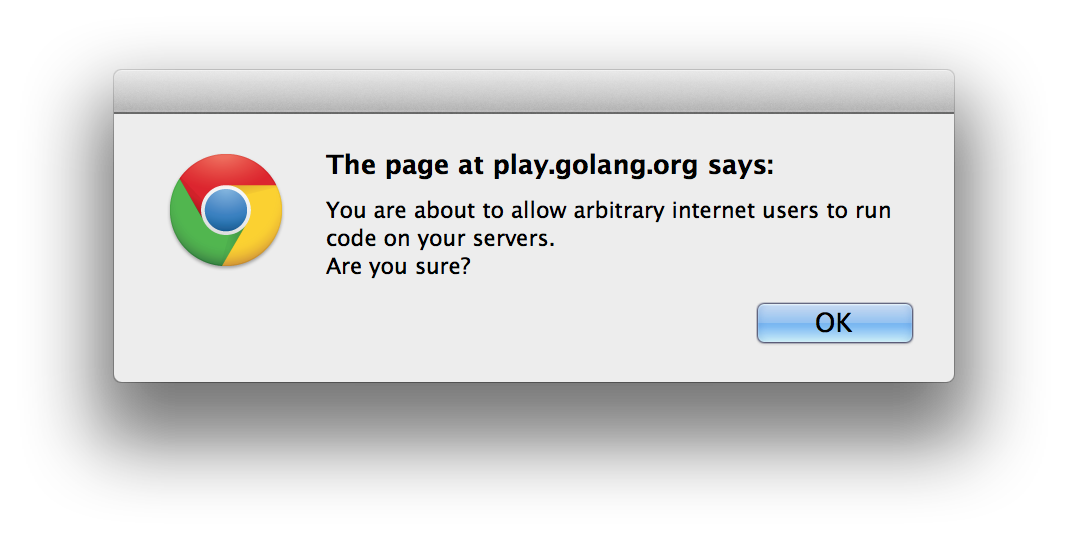 The page at play.golang.org says:
You are about to allow arbitrary internet users to run
code on your servers.
Are you sure?
OK